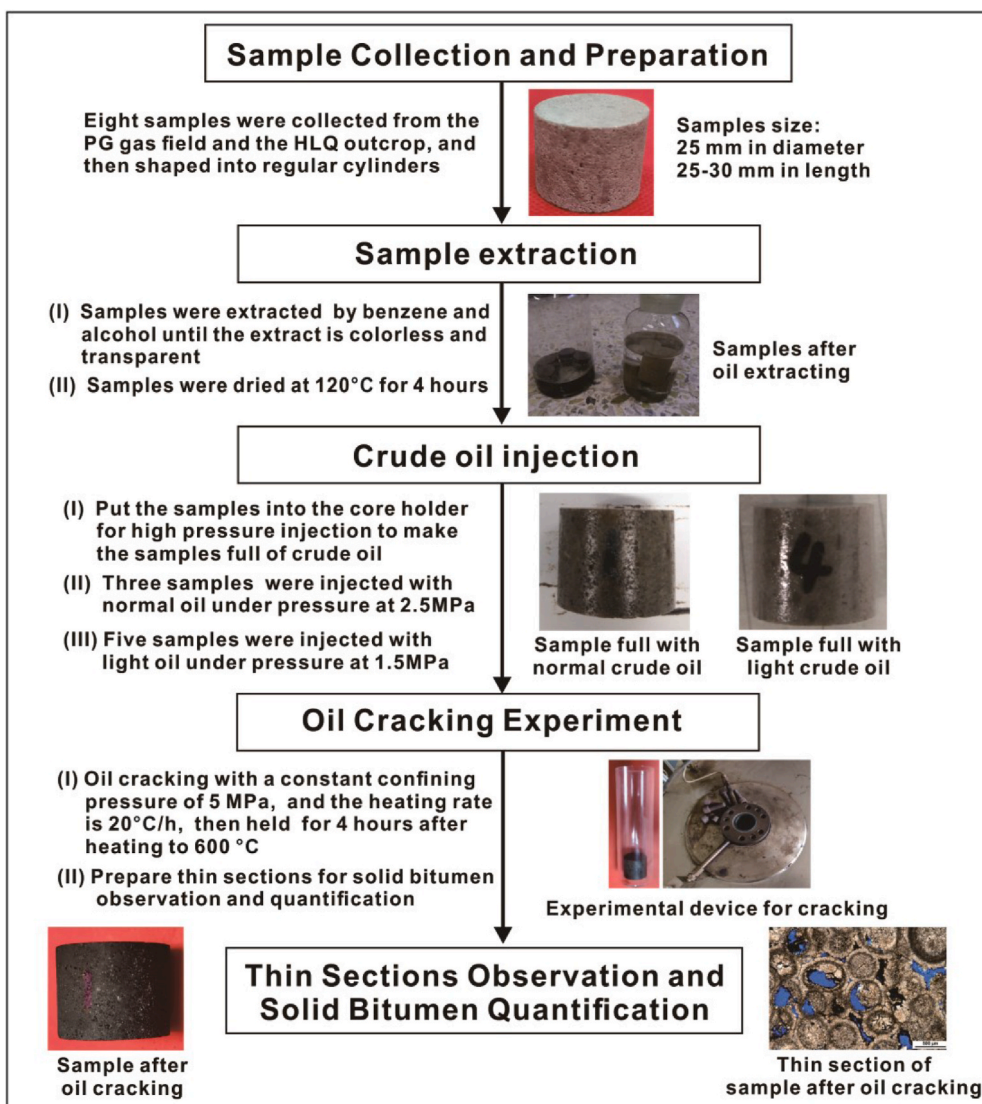 Sample Collection and Preparation
Eight samples were collected from the
PG gas field and the HLQ outcrop, and
then shaped into regular cylinders
Samples size:
25 mm in diameter
25-30 mm in length
Sample extraction
(I) Samples were extracted by benzene and
alcohol until the extract is colorless and
transparent
(II) Samples were dried at 120°C for 4 hours
Samples after
oil extracting
Crude oil injection
(I) Put the samples into the core holder
for high pressure injection to make
the samples full of crude oil
(II) Three samples were injected with
normal oil under pressure at 2.5MPa
(III) Five samples were injected with
light oil under pressure at 1.5MPa
4
Sample full with
normal crude oil
Sample full with
light crude oil
Oil Cracking Experiment
(I) Oil cracking with a constant confining
pressure of 5 MPa, and the heating rate
is 20°C/h, then held for 4 hours after
heating to 600 °C
(II) Prepare thin sections for solid bitumen
observation and quantification
Experimental device for cracking
Thin Sections Observation and
Solid Bitumen Quantification
Sample after
oil cracking
Thin section of
sample after oil cracking